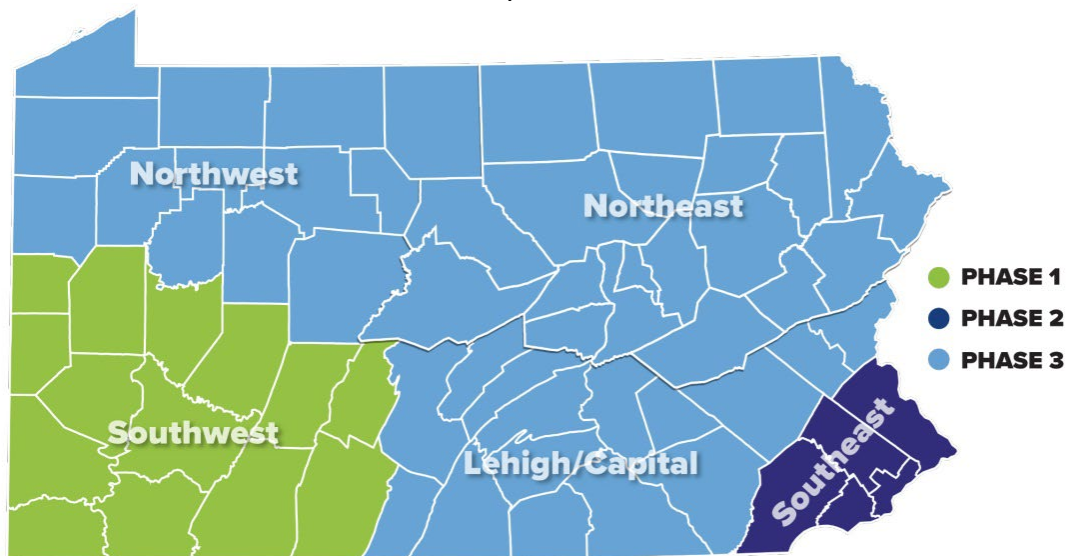 Northwest
Northeast
PHASE 1
PHASE 2
PHASE 3
Southwest
Lehigh/Capital
Southeast